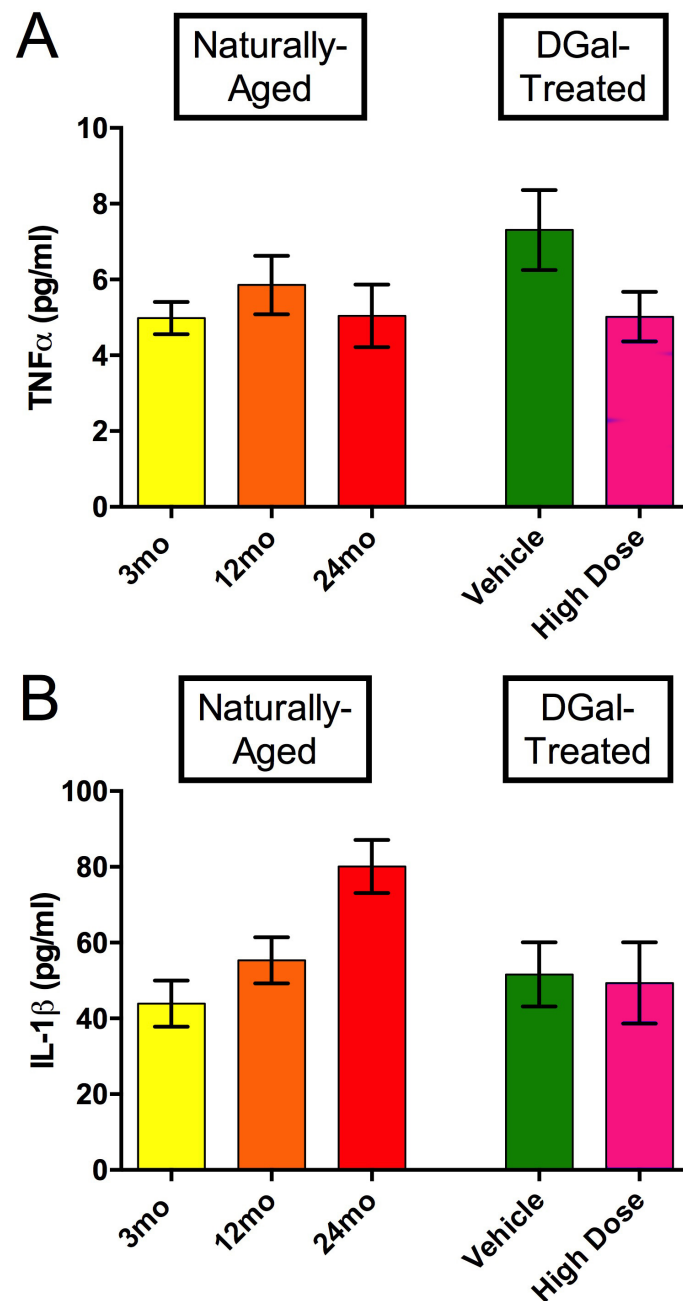 A
Naturally-
Aged
DGal-
Treated
10
8
6
4
2
0
TNFα (pg/ml)
3mo
12mo
24mo
Vehicle
High Dose
B
Naturally-
Aged
DGal-
Treated
100
80
60
40
20
0
IL-1β (pg/ml)
3mo
12mo
24mo
Vehicle
High Dose